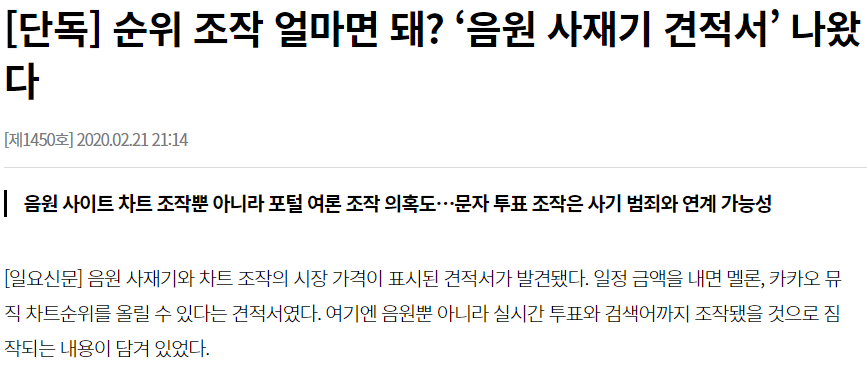 [단독] 순위 조작 얼마면 돼? ‘음원 사재기 견적서’ 나왔
다
[제1450호] 2020.02.21 21:14
음원 사이트 차트 조작뿐 아니라 포털 여론 조작 의혹도…문자 투표 조작은 사기 범죄와 연계 가능성
[일요신문] 음원 사재기와 차트 조작의 시장 가격이 표시된 견적서가 발견됐다. 일정 금액을 내면 멜론, 카카오 뮤
직 차트순위를 올릴 수 있다는 견적서였다. 여기엔 음원뿐 아니라 실시간 투표와 검색어까지 조작됐을 것으로 짐
작되는 내용이 담겨 있었다.